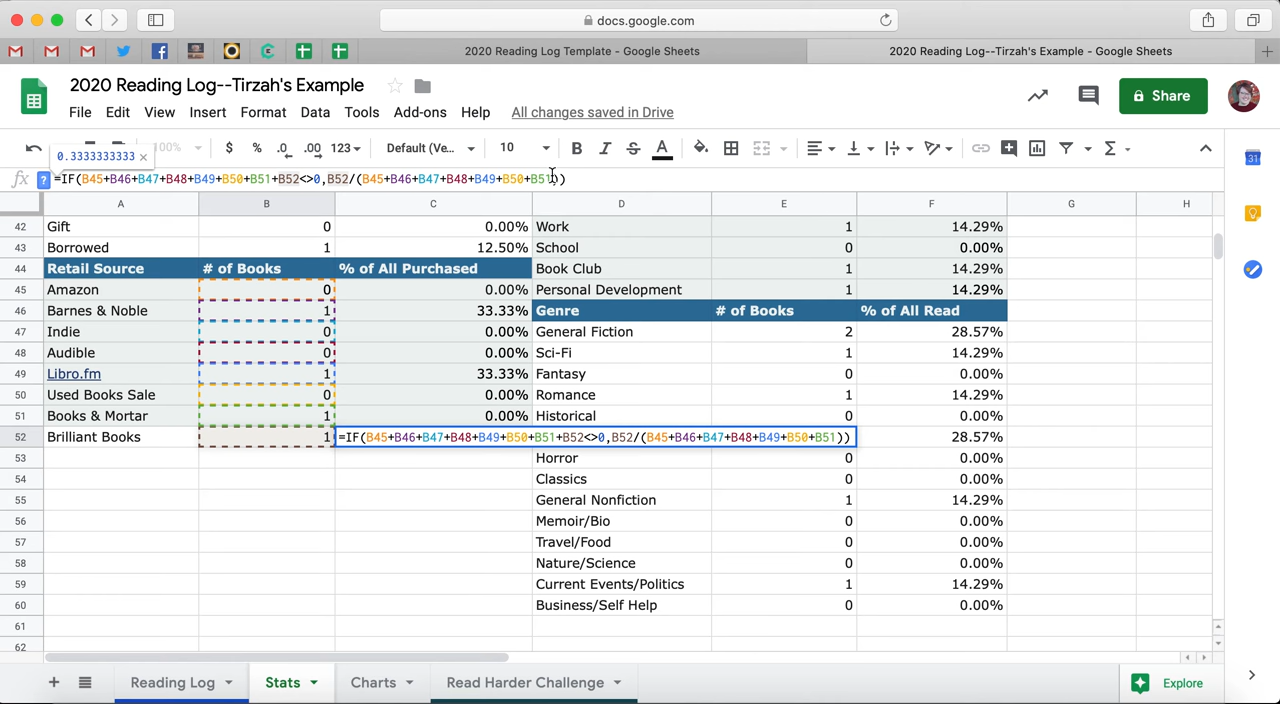 docs.google.com
2020 Reading Log Template - Google Sheets
2020 Reading Log--Tirzah's Example - Google Sheets
2020 Reading Log--Tirzah's Example
Share
File Edit View Insert Format Data Tools Add-ons Help All changes saved in Drive
100% $ % .0 .00 123 Default (Ve... 10 B I S A
0.3333333333 ×
fx ? =IF(B45+B46+B47+B48+B49+B50+B51+B52<>0,B52/(B45+B46+B47+B48+B49+B50+B51))
A B C D E F G H
42 Gift 0 0.00% Work 1 14.29%
43 Borrowed 1 12.50% School 0 0.00%
44 Retail Source # of Books % of All Purchased Book Club 1 14.29%
45 Amazon 0 0.00% Personal Development 1 14.29%
46 Barnes & Noble 1 33.33% Genre # of Books % of All Read
47 Indie 0 0.00% General Fiction 2 28.57%
48 Audible 0 0.00% Sci-Fi 1 14.29%
49 Libro.fm 1 33.33% Fantasy 0 0.00%
50 Used Books Sale 0 0.00% Romance 1 14.29%
51 Books & Mortar 1 0.00% Historical 0 0.00%
52 Brilliant Books 1 =IF(B45+B46+B47+B48+B49+B50+B51+B52<>0,B52/(B45+B46+B47+B48+B49+B50+B51)) 28.57%
53 Horror 0 0.00%
54 Classics 0 0.00%
55 General Nonfiction 1 14.29%
56 Memoir/Bio 0 0.00%
57 Travel/Food 0 0.00%
58 Nature/Science 0 0.00%
59 Current Events/Politics 1 14.29%
60 Business/Self Help 0 0.00%
61
62
Reading Log Stats Charts Read Harder Challenge Explore
31